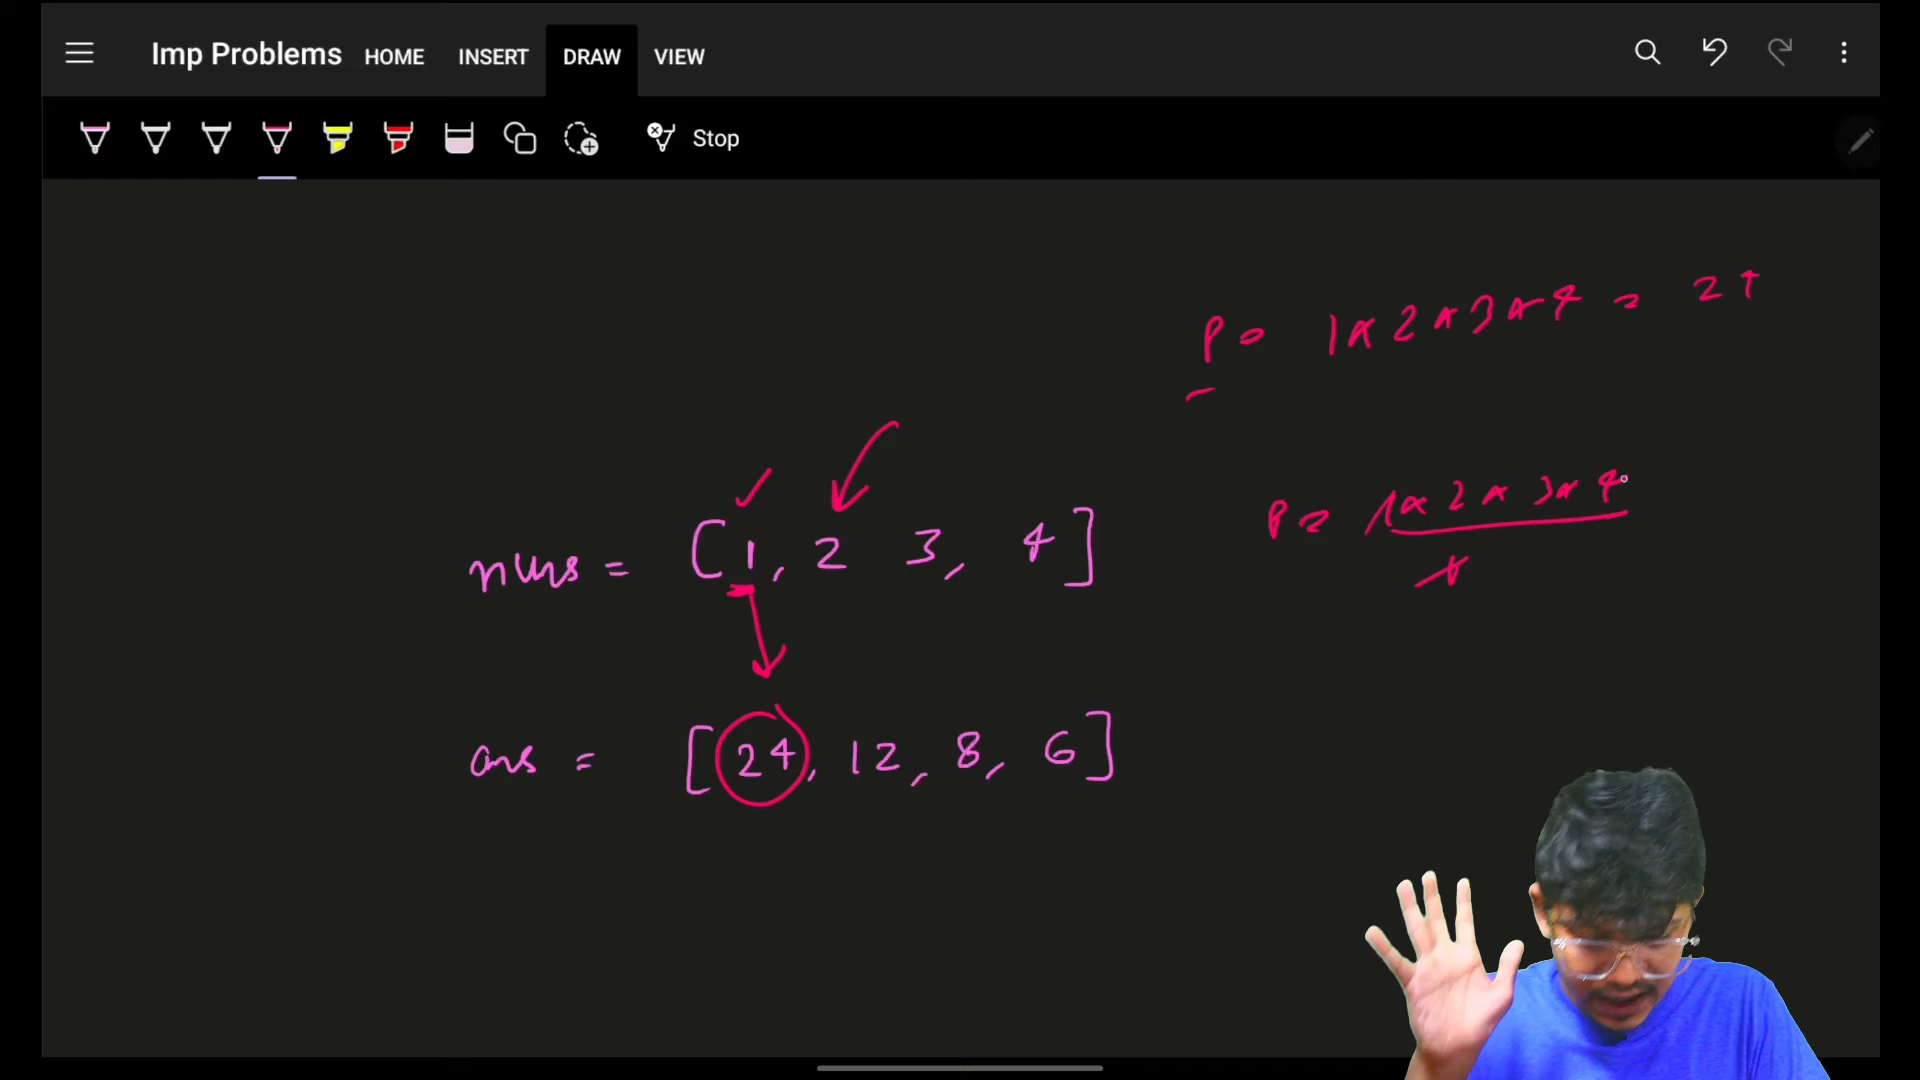 Imp Problems HOME INSERT DRAW VIEW
Stop
P = 1 x 2 x 3 x 4 = 24
P = 1 x 2 x 3 x 4
1
nums = [1, 2 3, 4]
ans = [24, 12, 8, 6]